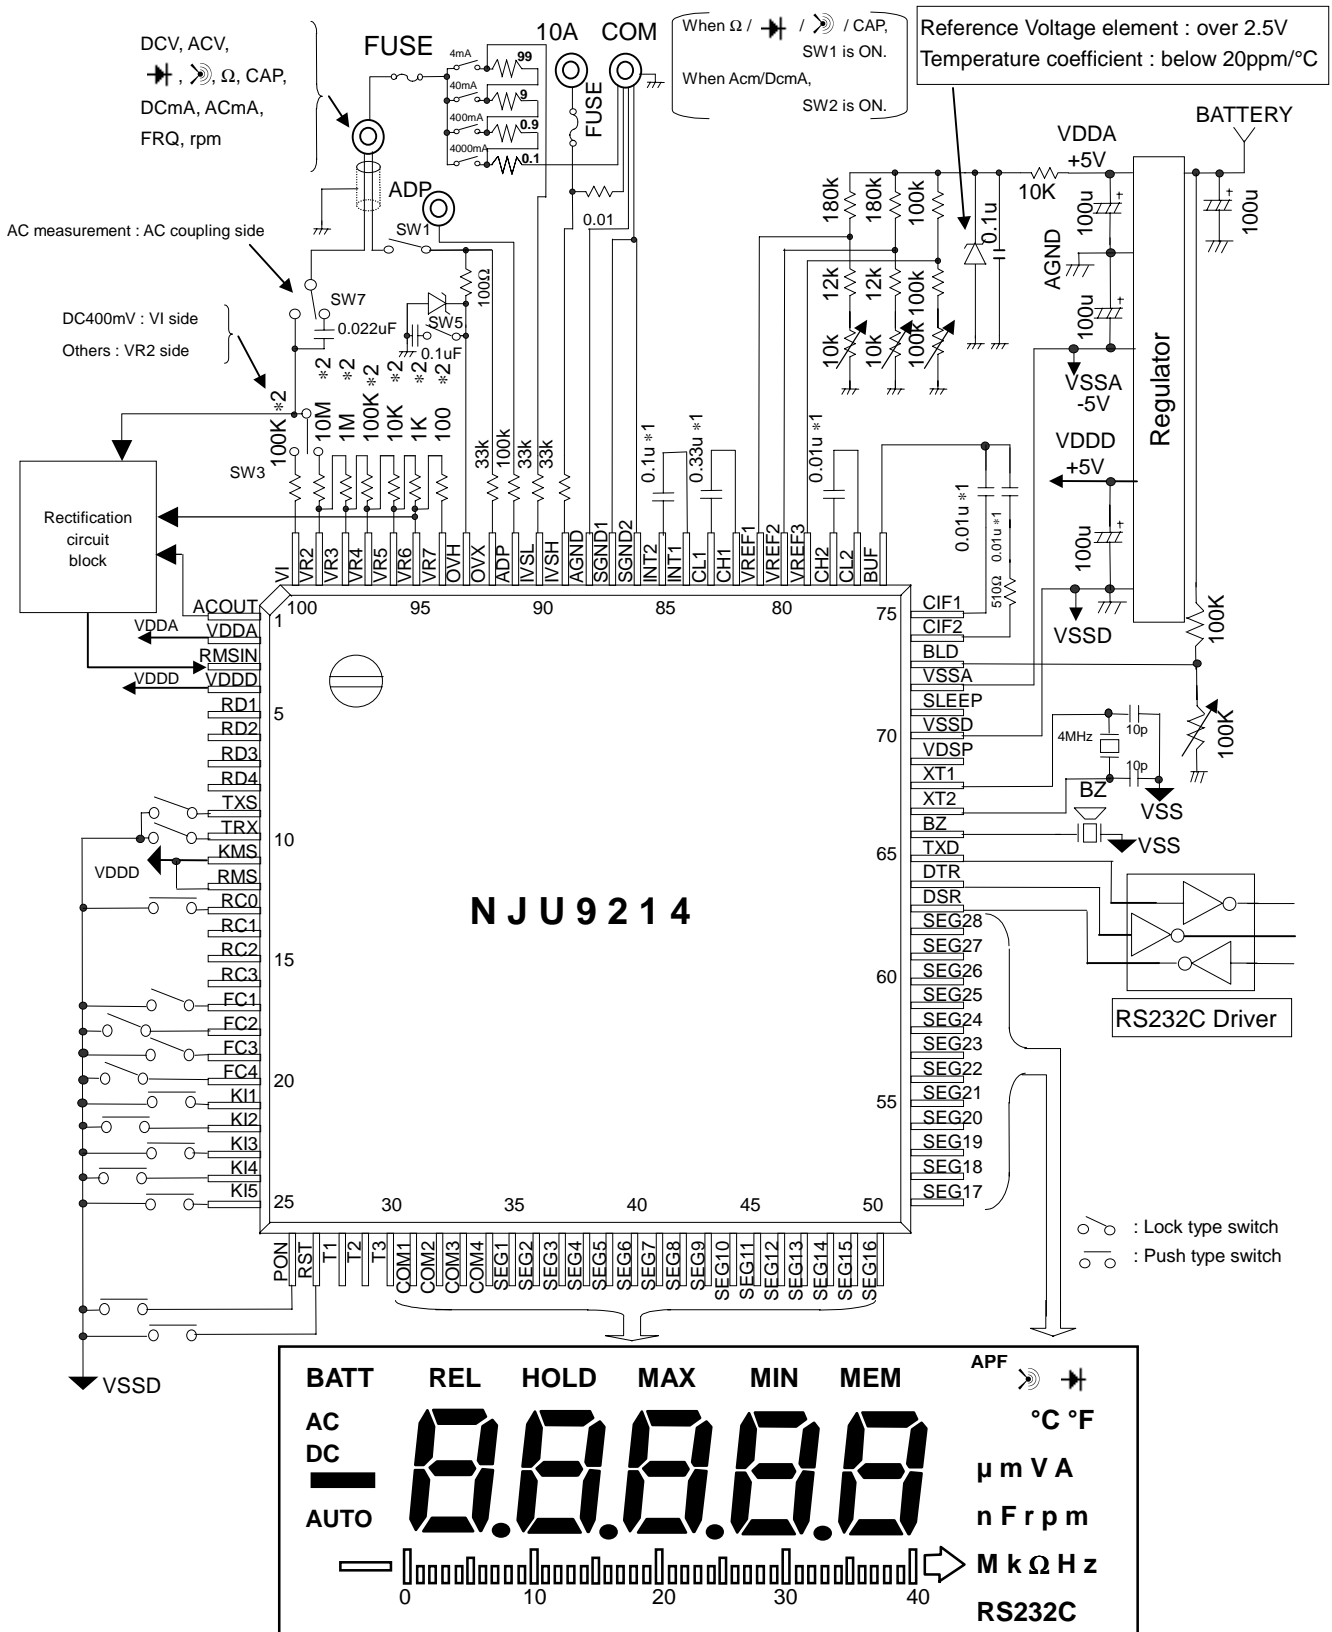 DCV, ACV,
, , Ω, CAP,
DCmA, ACmA,
FRQ, rpm
FUSE
4mA
99
40mA
9
400mA
0.9
4000mA
0.1
10A
COM
FUSE
0.01
When Ω / / / CAP,
SW1 is ON.
When Acm/DcmA,
SW2 is ON.
Reference Voltage element : over 2.5V
Temperature coefficient : below 20ppm/°C
BATTERY
VDDA
+5V
10K
100u
100u
AGND
100u
VSSA
-5V
VDDD
+5V
100u
VSSD
Regulator
100K
100K
180k
180k
100k
0.1u
12k
12k
100k
10k
10k
100k
ADP
SW1
AC measurement : AC coupling side
SW7
0.022uF
100Ω
SW5
0.1uF
DC400mV : VI side
Others : VR2 side
SW3
100K *2
10M *2
1M *2
100K *2
10K *2
1K *2
100 *2
33k
100k
33k
33k
0.1u *1
0.33u *1
0.01u *1
0.01u *1
0.01u *1
510Ω
Rectification
circuit
block
VI
VR2
VR3
VR4
VR5
VR6
VR7
OVH
OVX
ADP
IVSL
IVSH
AGND
SGND1
SGND2
INT2
INT1
CL1
CH1
VREF1
VREF2
VREF3
CH2
CL2
BUF
100
95
90
85
80
ACOUT
1
VDDA
VDDA
RMSIN
VDDD
VDDD
RD1
5
RD2
RD3
RD4
TXS
TRX
10
KMS
VDDD
RMS
RC0
RC1
RC2
15
RC3
FC1
FC2
FC3
FC4
20
KI1
KI2
KI3
KI4
KI5
25
NJU9214
75
CIF1
CIF2
BLD
VSSA
SLEEP
70
VSSD
VDSP
XT1
XT2
BZ
65
TXD
DTR
DSR
SEG28
SEG27
60
SEG26
SEG25
SEG24
SEG23
SEG22
55
SEG21
SEG20
SEG19
SEG18
SEG17
4MHz
10p
10p
VSS
BZ
VSS
RS232C Driver
: Lock type switch
: Push type switch
30
35
40
45
50
PON
RST
T1
T2
T3
COM1
COM2
COM3
COM4
SEG1
SEG2
SEG3
SEG4
SEG5
SEG6
SEG7
SEG8
SEG9
SEG10
SEG11
SEG12
SEG13
SEG14
SEG15
SEG16
VSSD
BATT REL HOLD MAX MIN MEM APF
AC
DC
AUTO
8.8.8.8.8
°C °F
µ m V A
n F r p m
M k Ω H z
RS232C
0 10 20 30 40